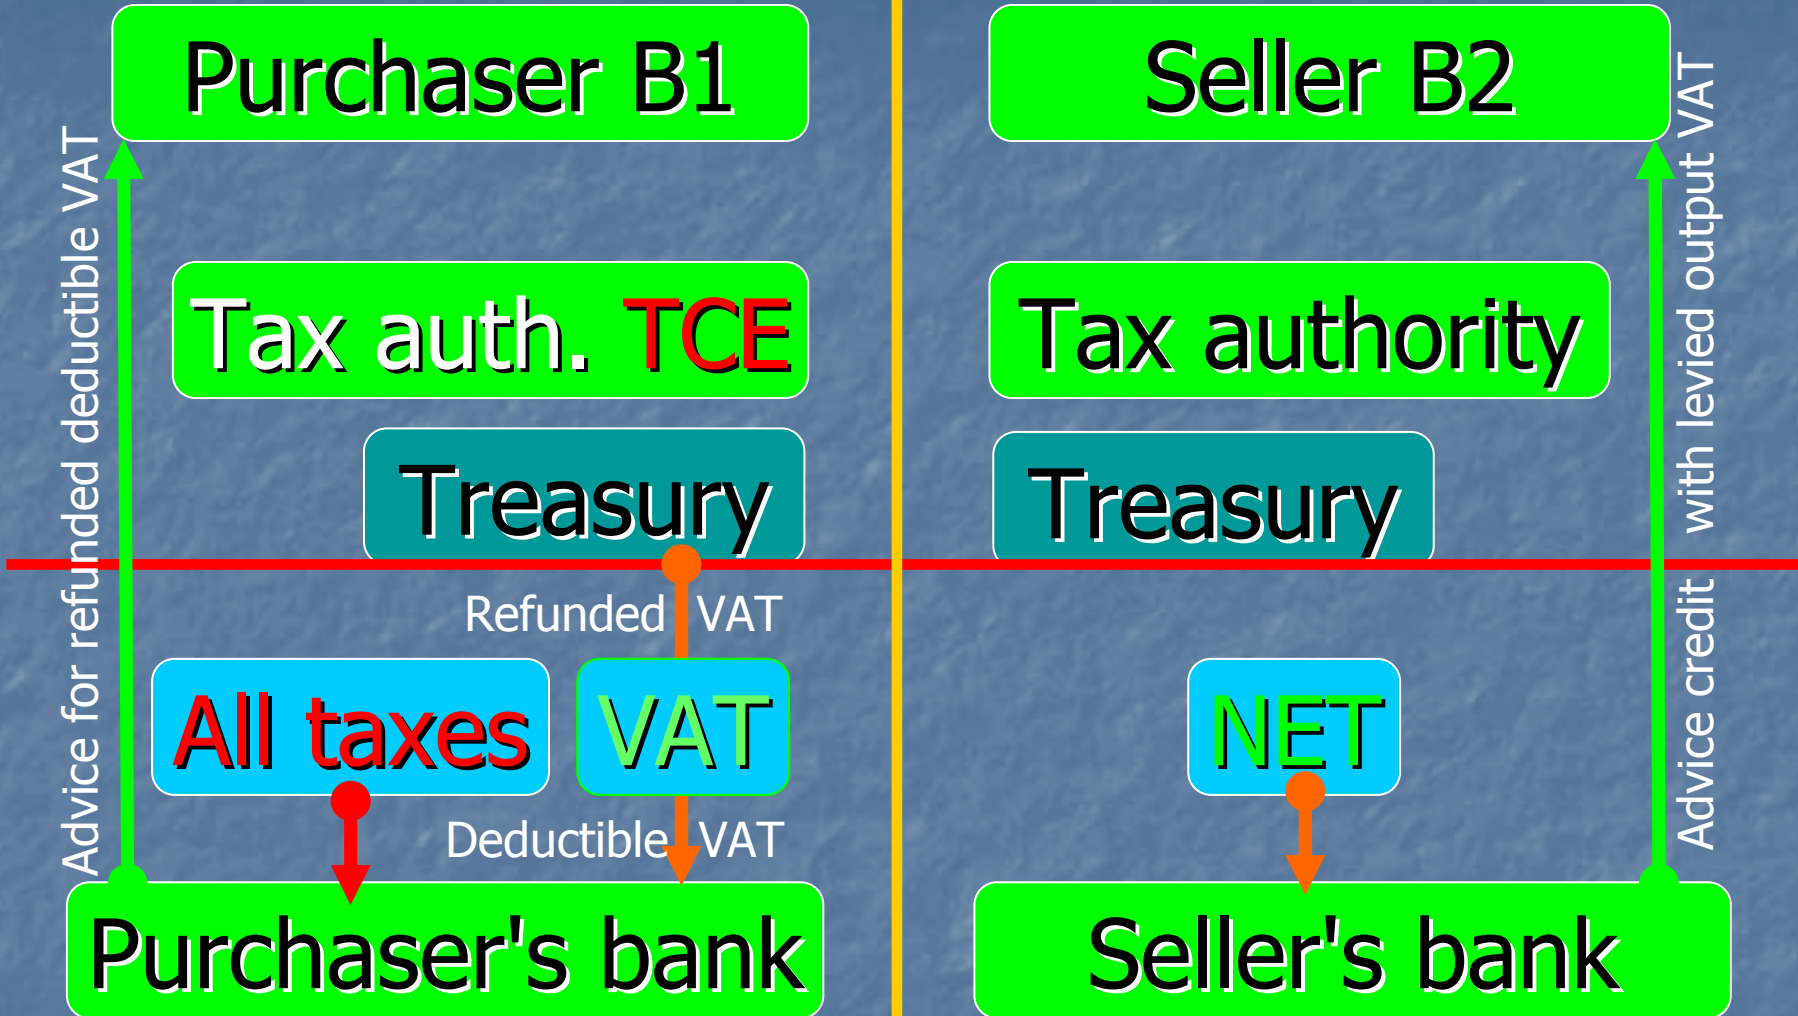 Purchaser B1
Seller B2
Tax auth. TCE
Tax authority
Treasury
Treasury
Refunded VAT
All taxes
VAT
NET
Deductible VAT
Purchaser's bank
Seller's bank
Advice for refunded deductible VAT
Advice credit with levied output VAT